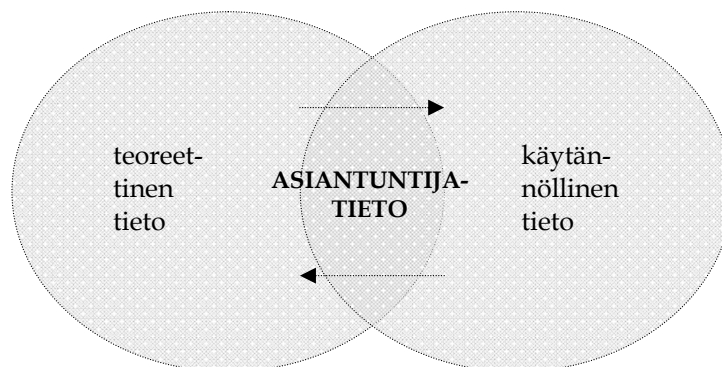 teoreet-
tinen
tieto
ASIANTUNTIJA-
TIETO
käytän-
nöllinen
tieto